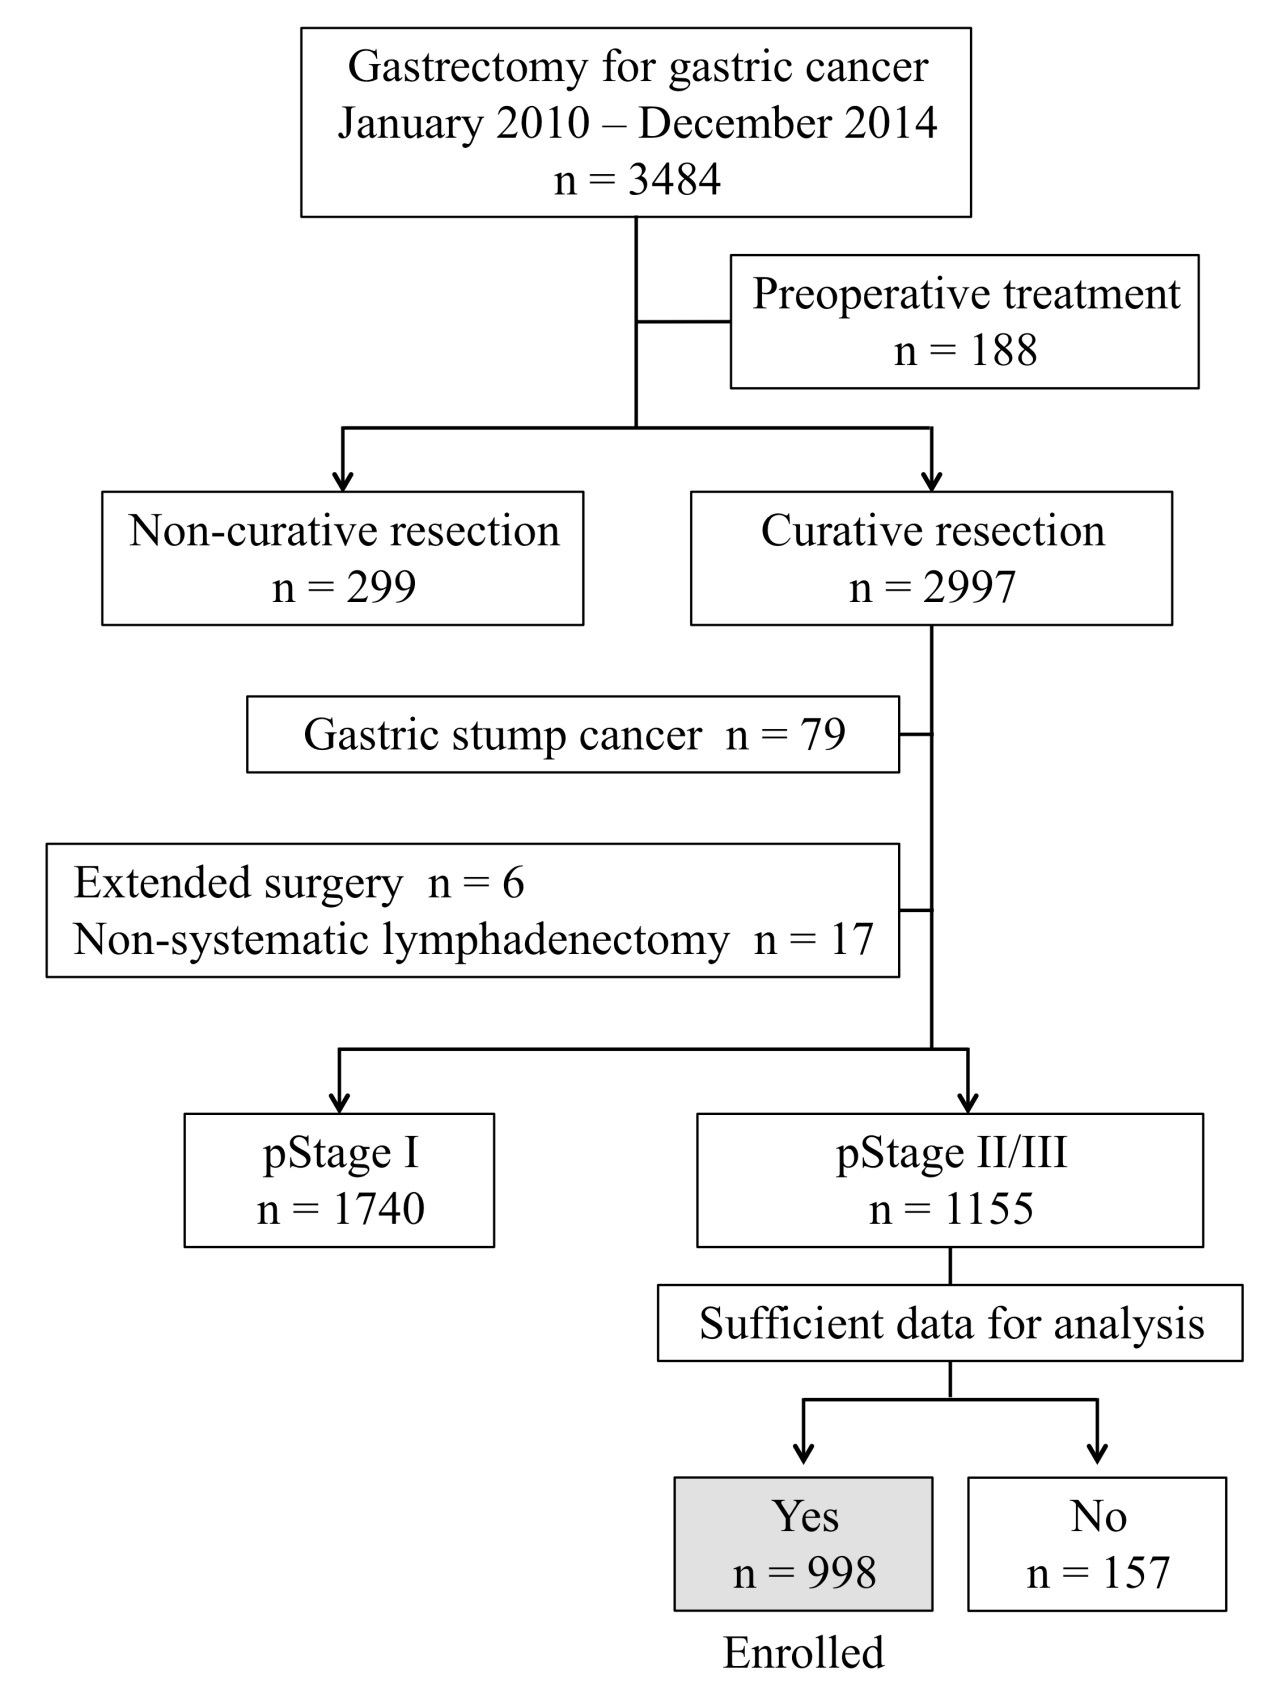 Gastrectomy for gastric cancer
January 2010 – December 2014
n = 3484
Preoperative treatment
n = 188
Non-curative resection
n = 299
Curative resection
n = 2997
Gastric stump cancer  n = 79
Extended surgery  n = 6
Non-systematic lymphadenectomy  n = 17
pStage I
n = 1740
pStage II/III
n = 1155
Sufficient data for analysis
Yes
n = 998
No
n = 157
Enrolled